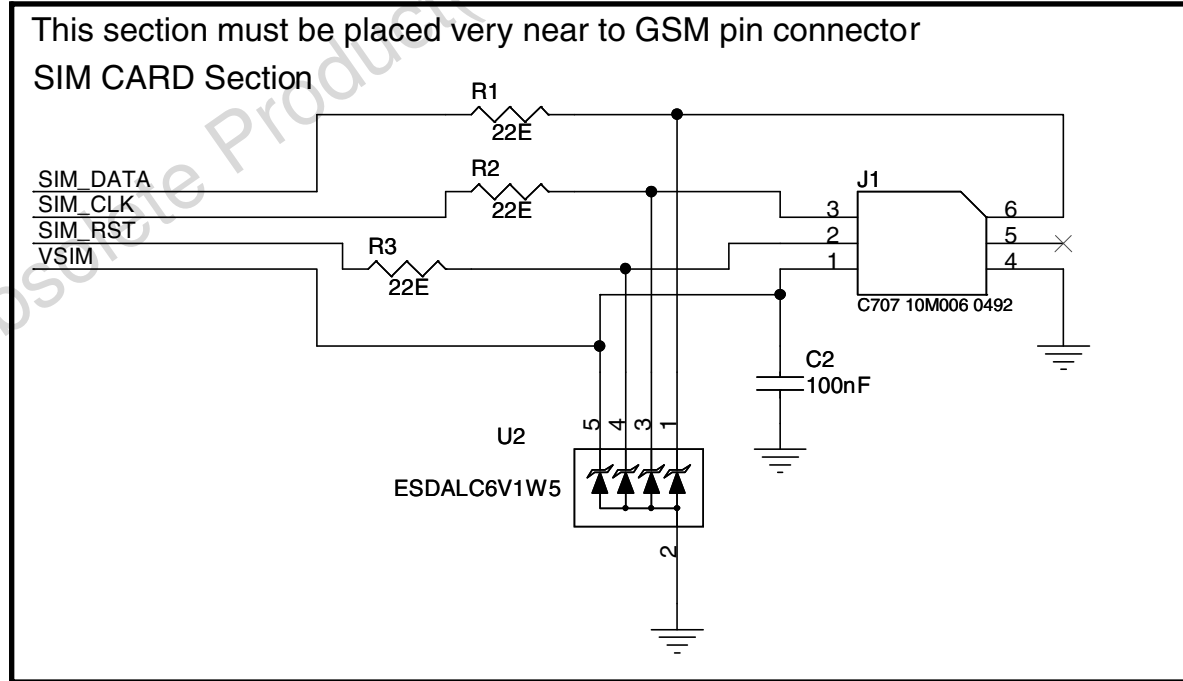 This section must be placed very near to GSM pin connector
SIM CARD Section
R1
22E
SIM_DATA
R2
22E
SIM_CLK
SIM_RST
VSIM
R3
22E
J1
3
2
1
6
5
4
C707 10M006 0492
C2
100nF
U2
ESDALC6V1W5
5
4
3
1
2